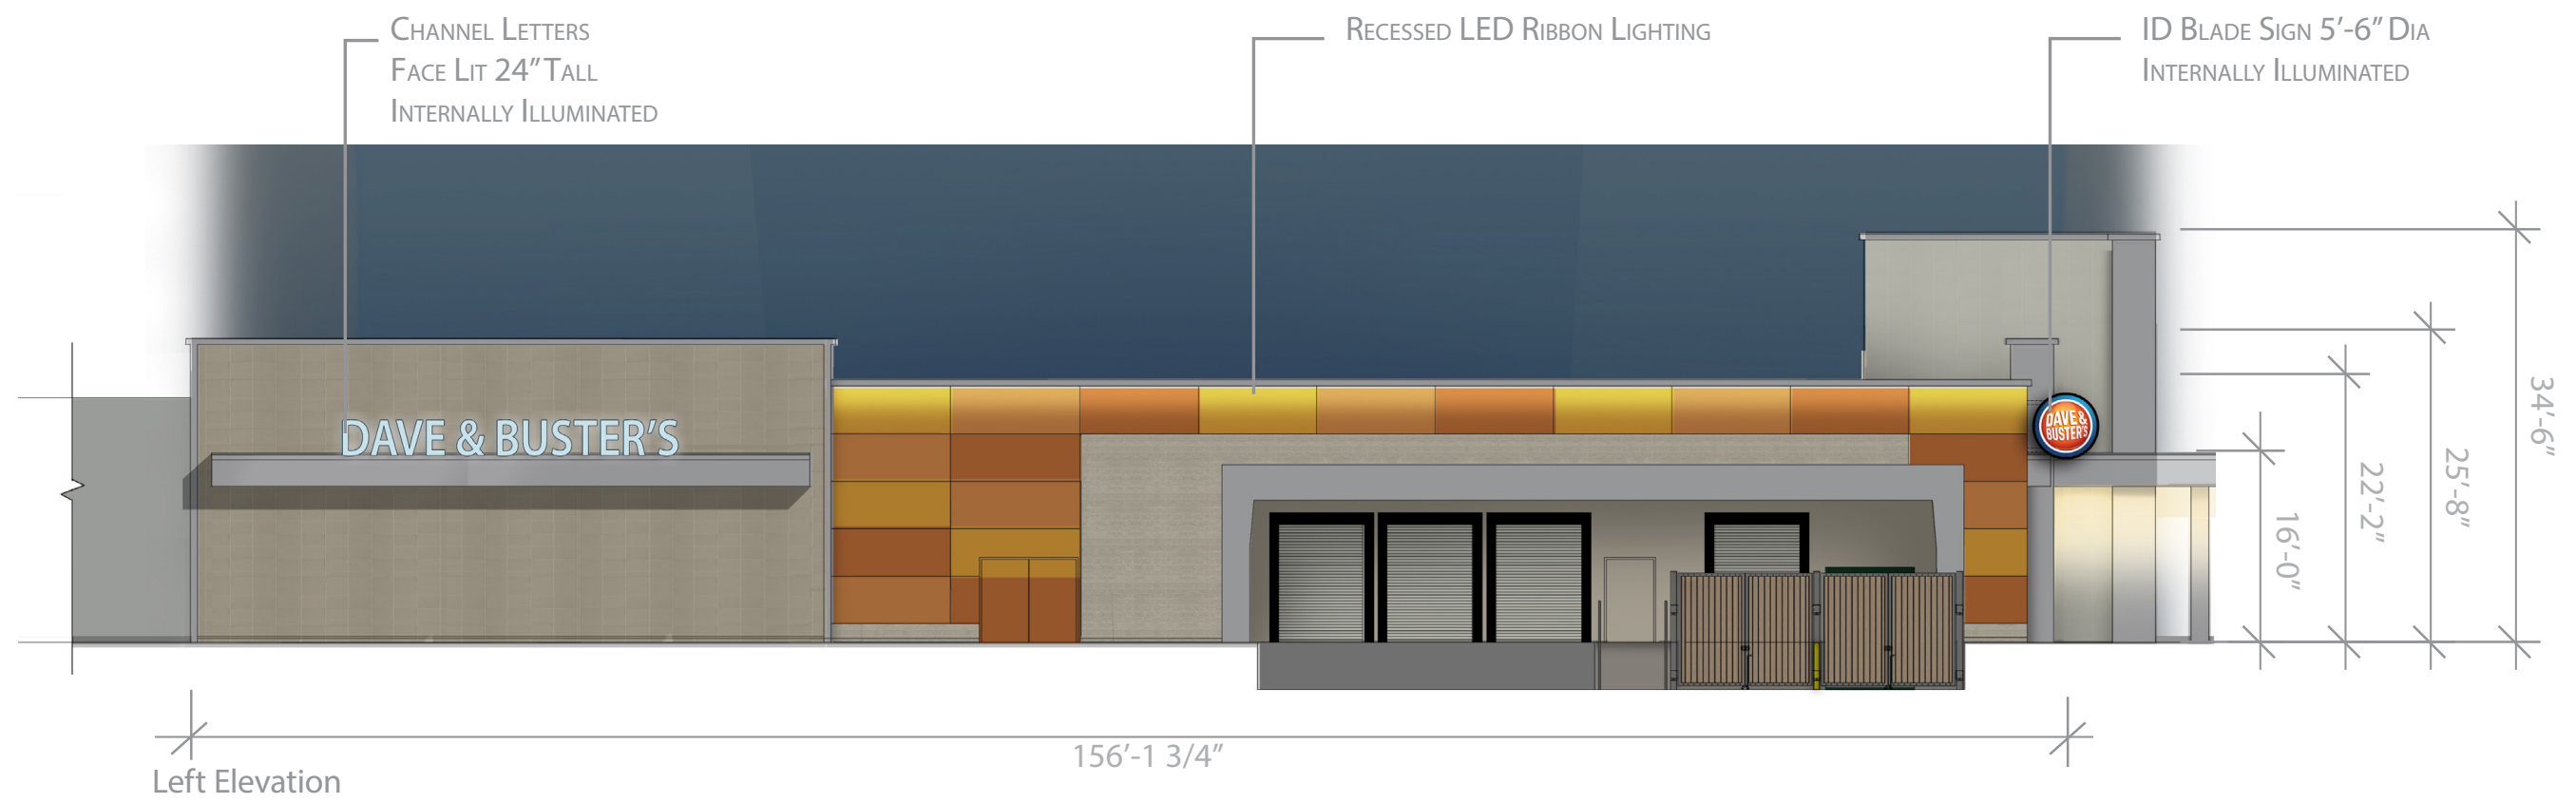 Channel Letters
Face Lit 24" Tall
Internally Illuminated
Recessed LED Ribbon Lighting
ID Blade Sign 5'-6" Dia
Internally Illuminated
DAVE & BUSTER'S
DAVE &
BUSTER'S
34'-6"
25'-8"
22'-2"
16'-0"
156'-1 3/4"
Left Elevation